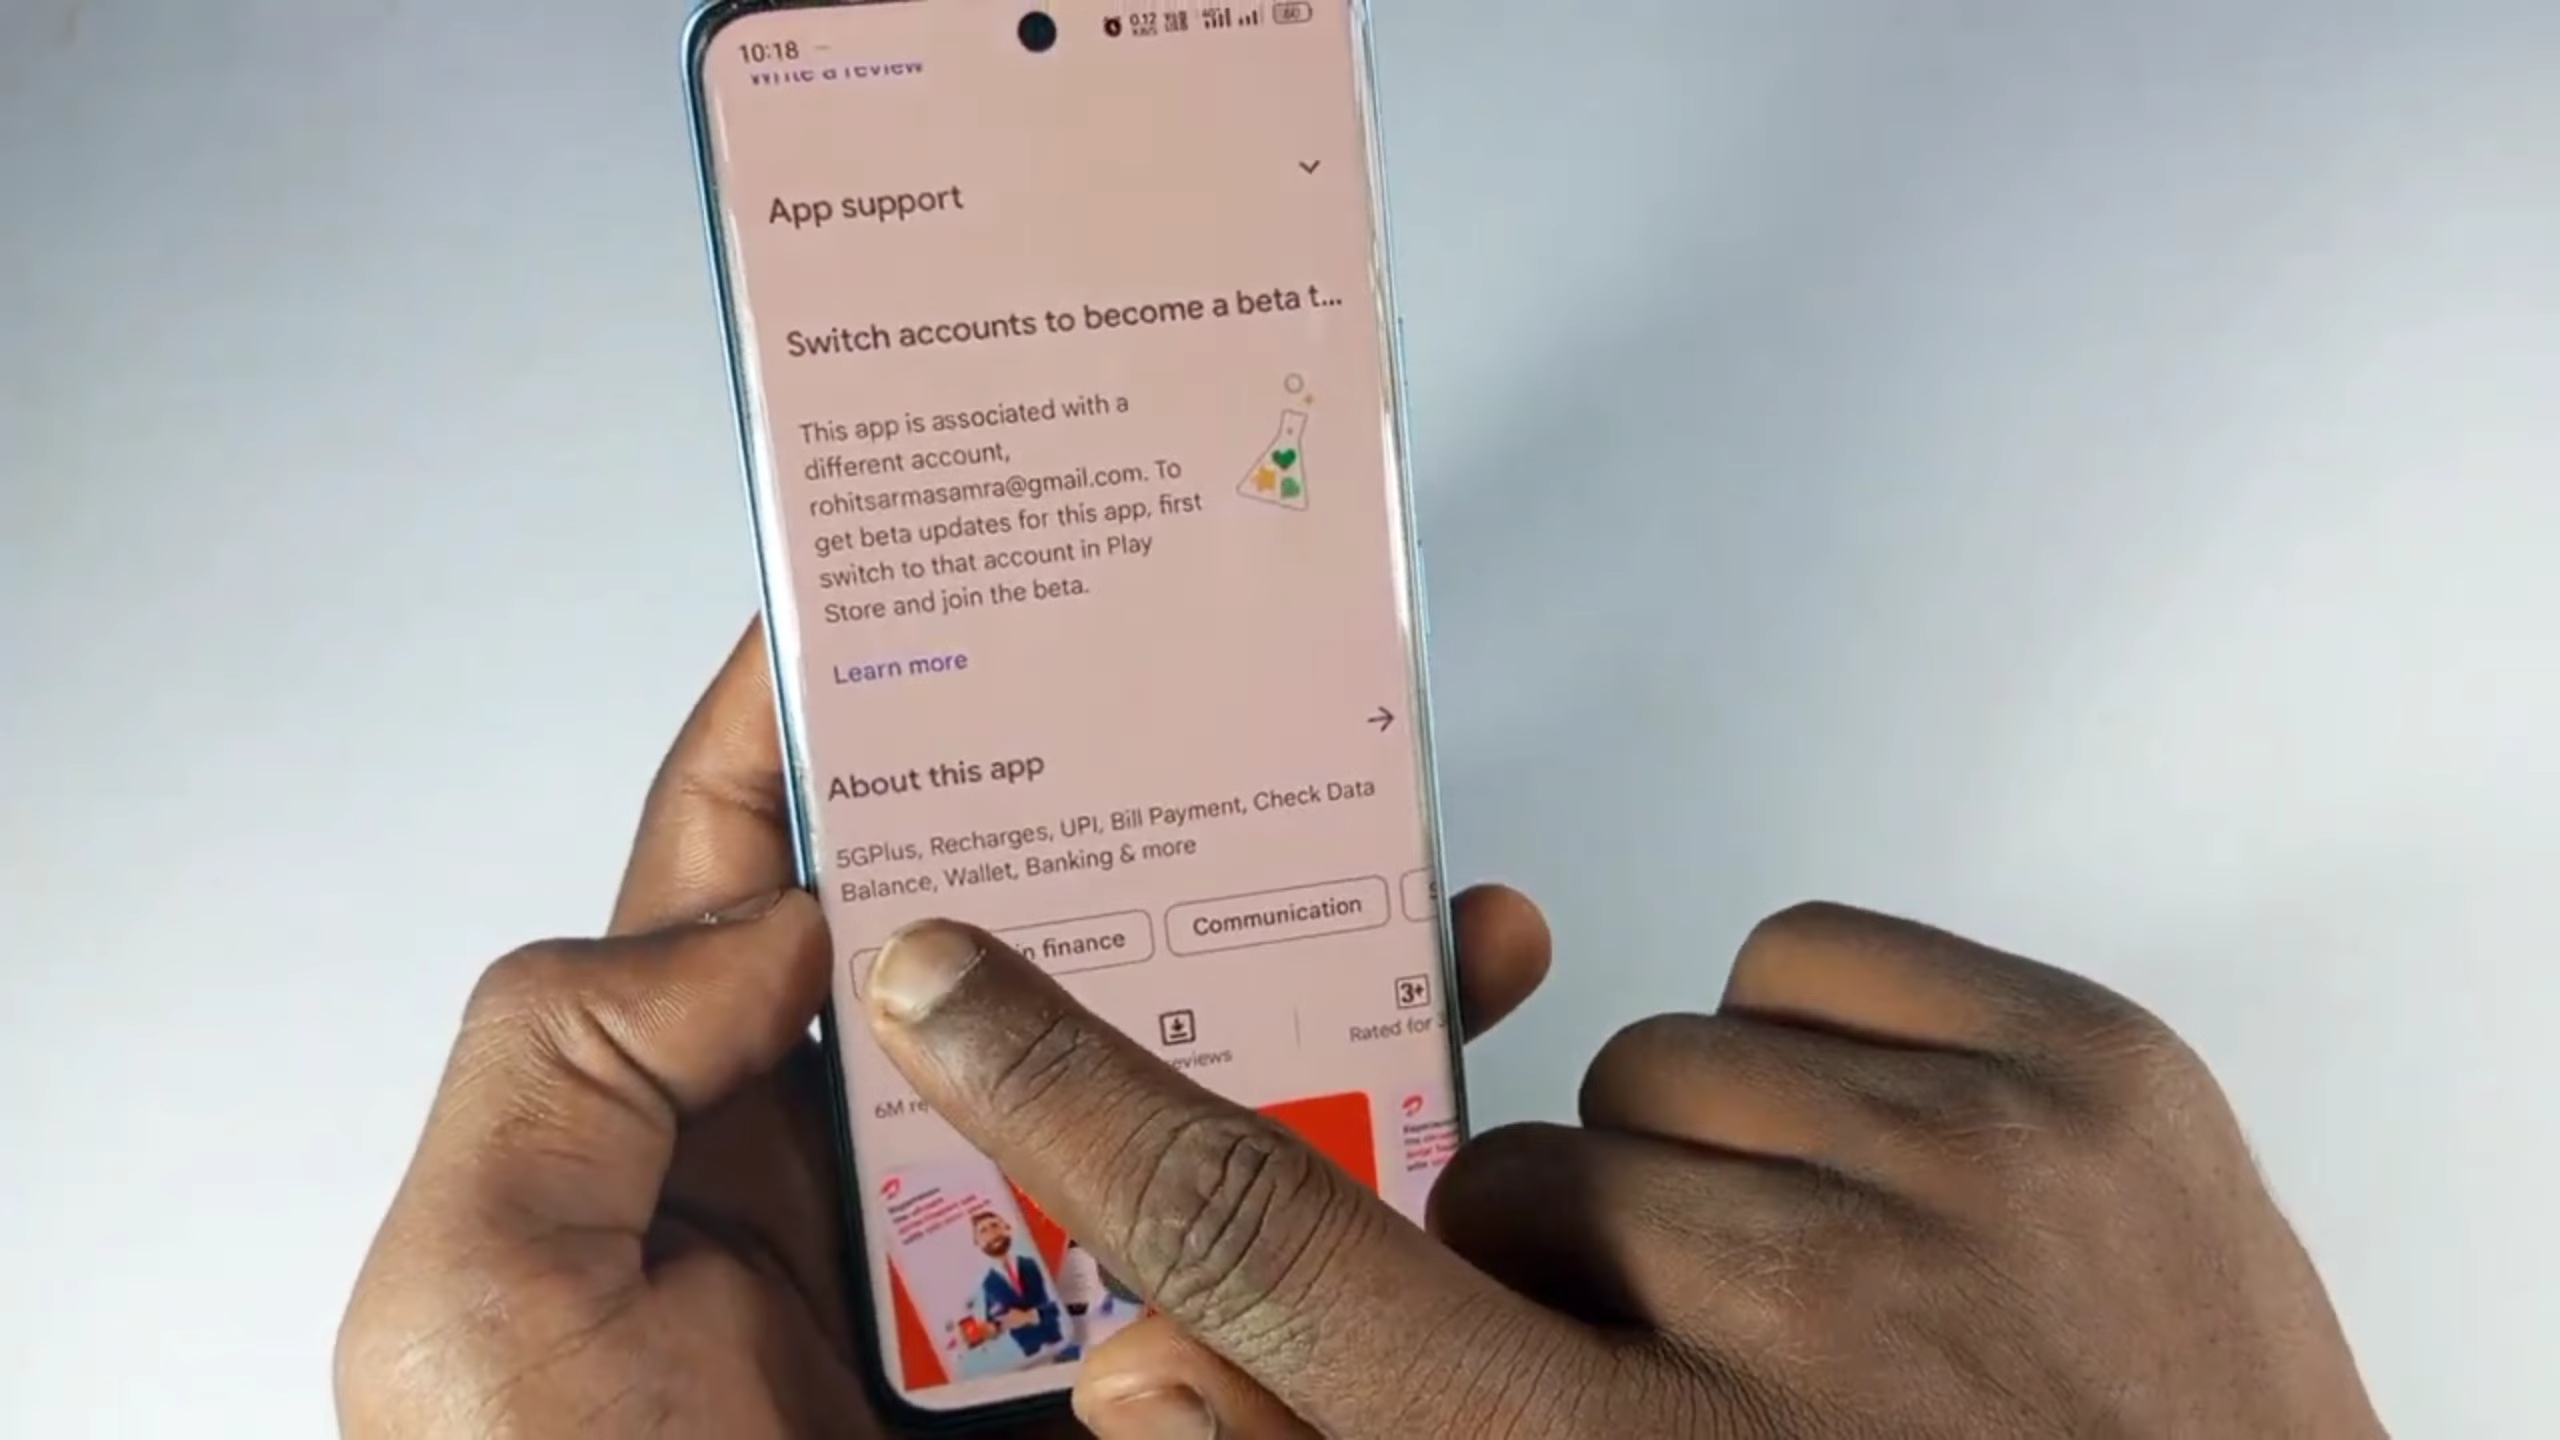 10:18
0.12
KB/S
Write a review
App support
Switch accounts to become a beta t...
This app is associated with a
different account,
rohitsarmasamra@gmail.com. To
get beta updates for this app, first
switch to that account in Play
Store and join the beta.
Learn more
About this app
5GPlus, Recharges, UPI, Bill Payment, Check Data
Balance, Wallet, Banking & more
finance
Communication
3+
Rated for
6M